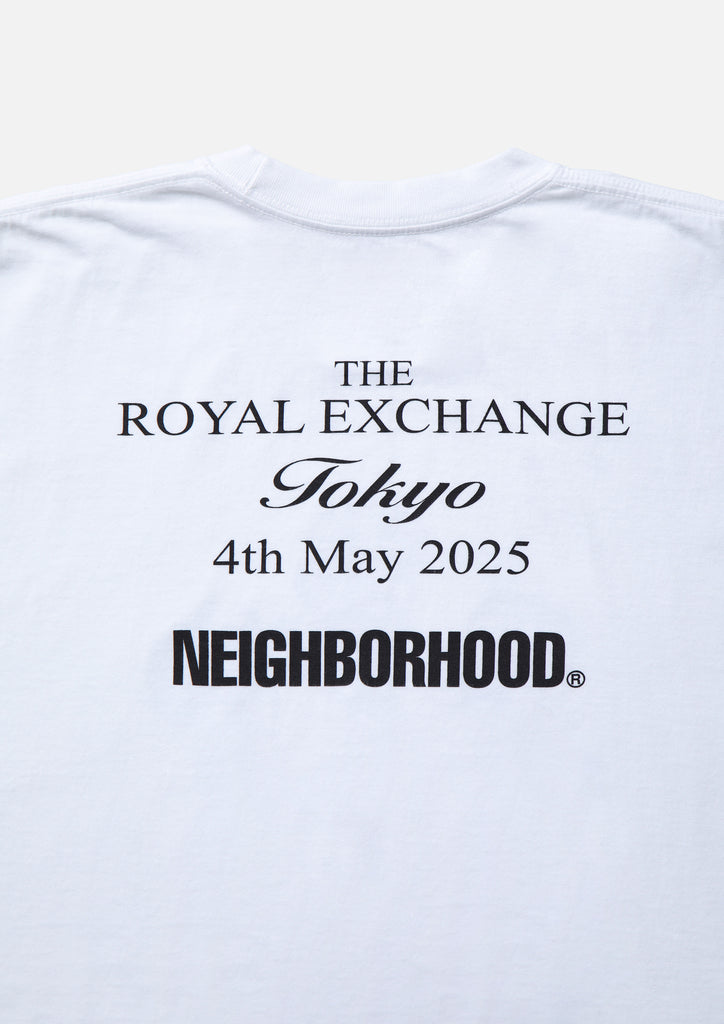 THE
ROYAL EXCHANGE
Tokyo
4th May 2025
NEIGHBORHOOD®